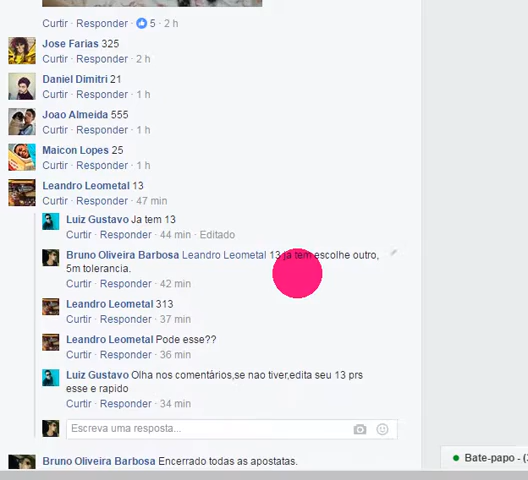 Curtir · Responder · 5 · 2 h
Jose Farias 325
Curtir · Responder · 2 h
Daniel Dimitri 21
Curtir · Responder · 1 h
Joao Almeida 555
Curtir · Responder · 1 h
Maicon Lopes 25
Curtir · Responder · 1 h
Leandro Leometal 13
Curtir · Responder · 47 min
Luiz Gustavo Ja tem 13
Curtir · Responder · 44 min · Editado
Bruno Oliveira Barbosa Leandro Leometal 13 ja tem escolhe outro,
5m tolerancia.
Curtir · Responder · 42 min
Leandro Leometal 313
Curtir · Responder · 37 min
Leandro Leometal Pode esse??
Curtir · Responder · 36 min
Luiz Gustavo Olha nos comentários,se nao tiver,edita seu 13 prs
esse e rapido
Curtir · Responder · 34 min
Escreva uma resposta...
Bruno Oliveira Barbosa Encerrado todas as apostatas.
Bate-papo - (